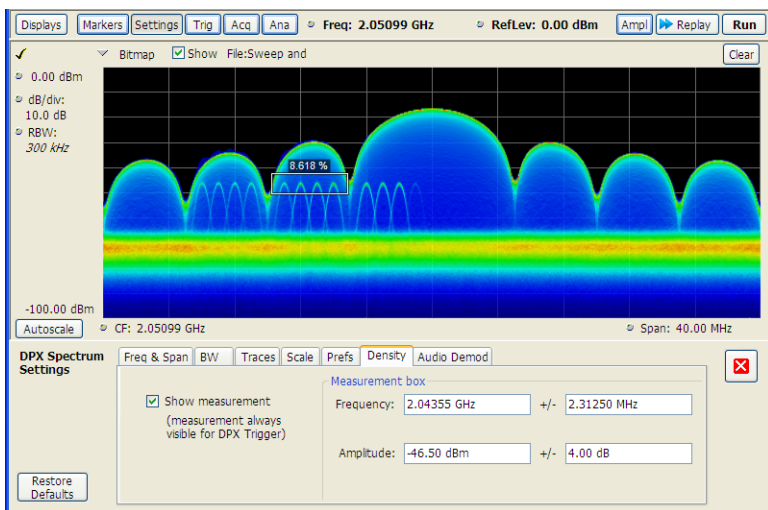 Displays Markers Settings Trig Acq Ana Freq: 2.05099 GHz RefLev: 0.00 dBm Ampl Replay Run
Bitmap Show File:Sweep and Clear
0.00 dBm
dB/div:
10.0 dB
RBW:
300 kHz
8.618 %
-100.00 dBm
Autoscale CF: 2.05099 GHz Span: 40.00 MHz
DPX Spectrum
Settings
Freq & Span BW Traces Scale Prefs Density Audio Demod
Measurement box
Show measurement
(measurement always
visible for DPX Trigger)
Frequency: 2.04355 GHz +/- 2.31250 MHz
Amplitude: -46.50 dBm +/- 4.00 dB
Restore
Defaults